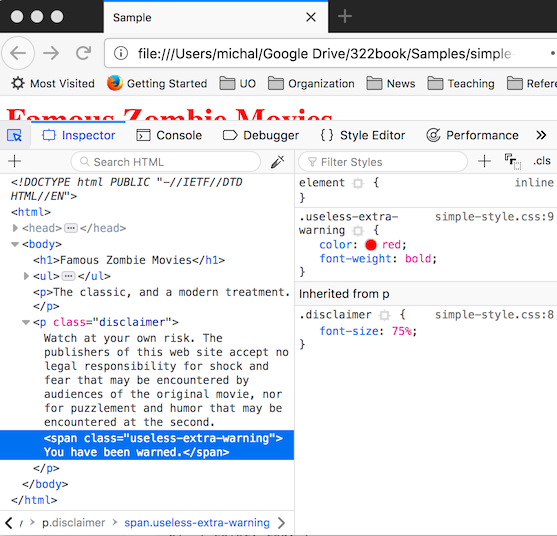 Sample
file:///Users/michal/Google Drive/322book/Samples/simple-
Most Visited Getting Started UO Organization News Teaching Refere
Famous Zombie Movies
Inspector Console Debugger {} Style Editor Performance
Search HTML
<!DOCTYPE html PUBLIC "-//IETF//DTD
HTML//EN">
<html>
<head> </head>
<body>
<h1>Famous Zombie Movies</h1>
<ul> </ul>
<p>The classic, and a modern treatment.
</p>
<p class="disclaimer">
Watch at your own risk. The
publishers of this web site accept no
legal responsibility for shock and
fear that may be encountered by
audiences of the original movie, nor
for puzzlement and humor that may be
encountered at the second.
<span class="useless-extra-warning">
You have been warned.</span>
</p>
</body>
</html>
p.disclaimer span.useless-extra-warning
Filter Styles .cls
element { inline
}
.useless-extra- simple-style.css:9
warning {
color: red;
font-weight: bold;
}
Inherited from p
.disclaimer { simple-style.css:8
font-size: 75%;
}